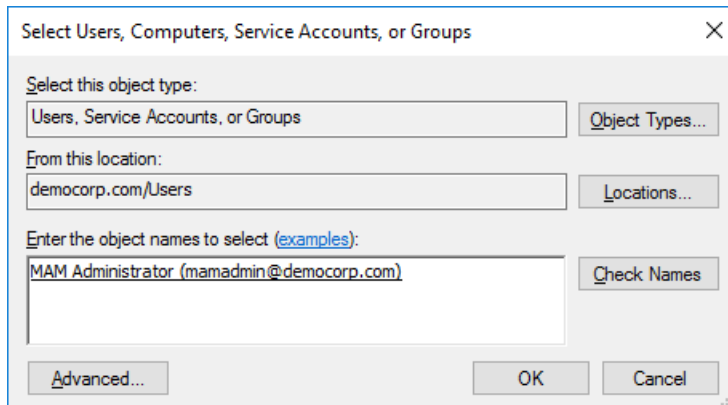 Select Users, Computers, Service Accounts, or Groups
Select this object type:
Users, Service Accounts, or Groups
Object Types...
From this location:
democorp.com/Users
Locations...
Enter the object names to select (examples):
MAM Administrator (mamadmin@democorp.com)
Check Names
Advanced...
OK
Cancel